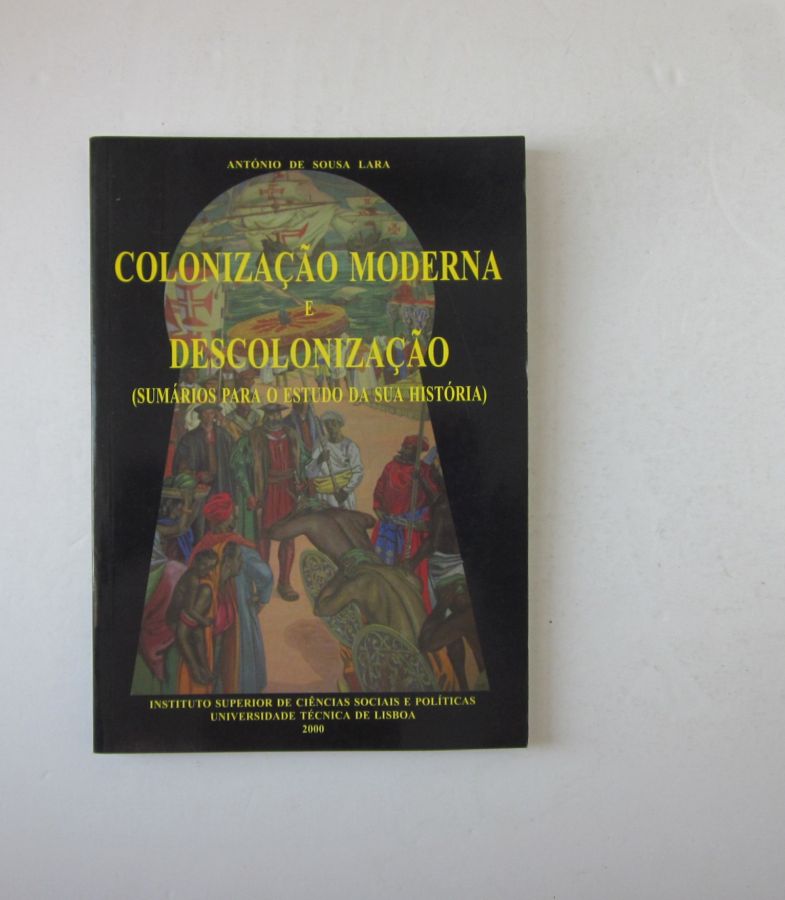 ANTÓNIO DE SOUSA LARA
COLONIZAÇÃO MODERNA
E
DESCOLONIZAÇÃO
(SUMÁRIOS PARA O ESTUDO DA SUA HISTÓRIA)
INSTITUTO SUPERIOR DE CIÊNCIAS SOCIAIS E POLÍTICAS
UNIVERSIDADE TÉCNICA DE LISBOA
2000